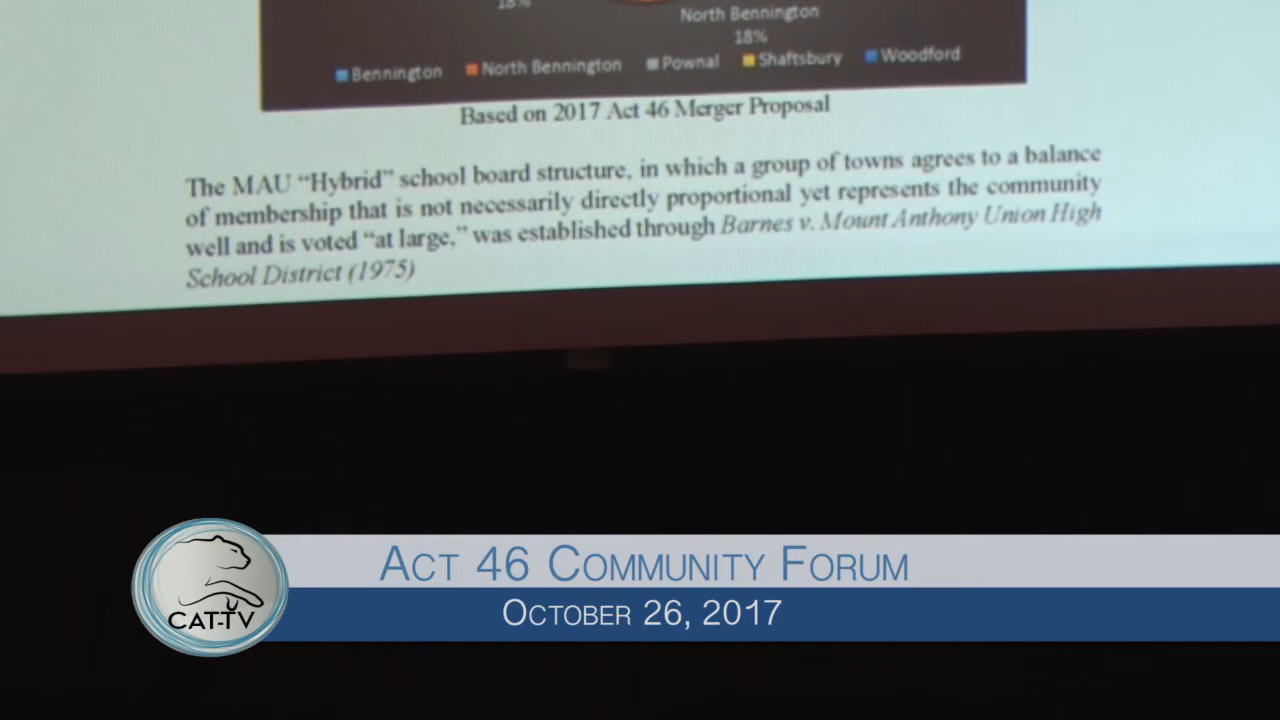 18%
North Bennington
18%
Bennington North Bennington Pownal Shaftsbury Woodford
Based on 2017 Act 46 Merger Proposal
The MAU “Hybrid” school board structure, in which a group of towns agrees to a balance
of membership that is not necessarily directly proportional yet represents the community
well and is voted “at large,” was established through Barnes v. Mount Anthony Union High
School District (1975)
ACT 46 COMMUNITY FORUM
OCTOBER 26, 2017
CAT-TV